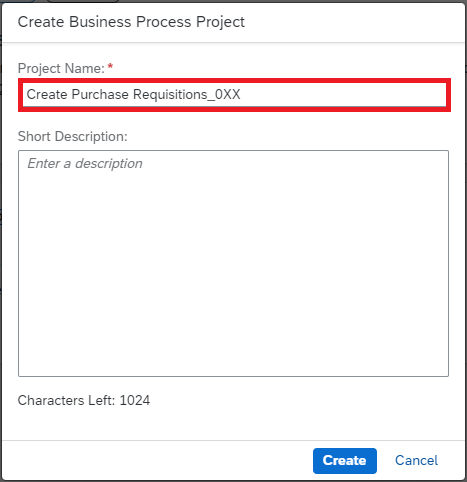 Create Business Process Project
Project Name: *
Create Purchase Requisitions_0XX
Short Description:
Enter a description
Characters Left: 1024
Create Cancel